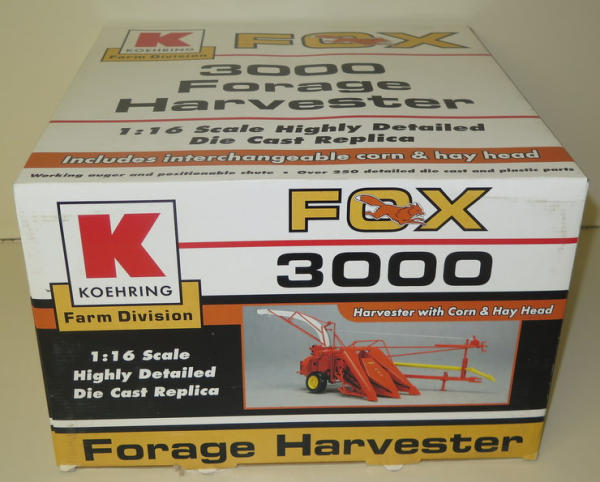 K
KOEHRING
Farm Division
FOX
3000
Forage
Harvester
1:16 Scale Highly Detailed
Die Cast Replica
Includes interchangeable corn & hay head
Working auger and positionable chute • Over 250 detailed die cast and plastic parts
K
KOEHRING
Farm Division
FOX
3000
Harvester with Corn & Hay Head
1:16 Scale
Highly Detailed
Die Cast Replica
Forage Harvester